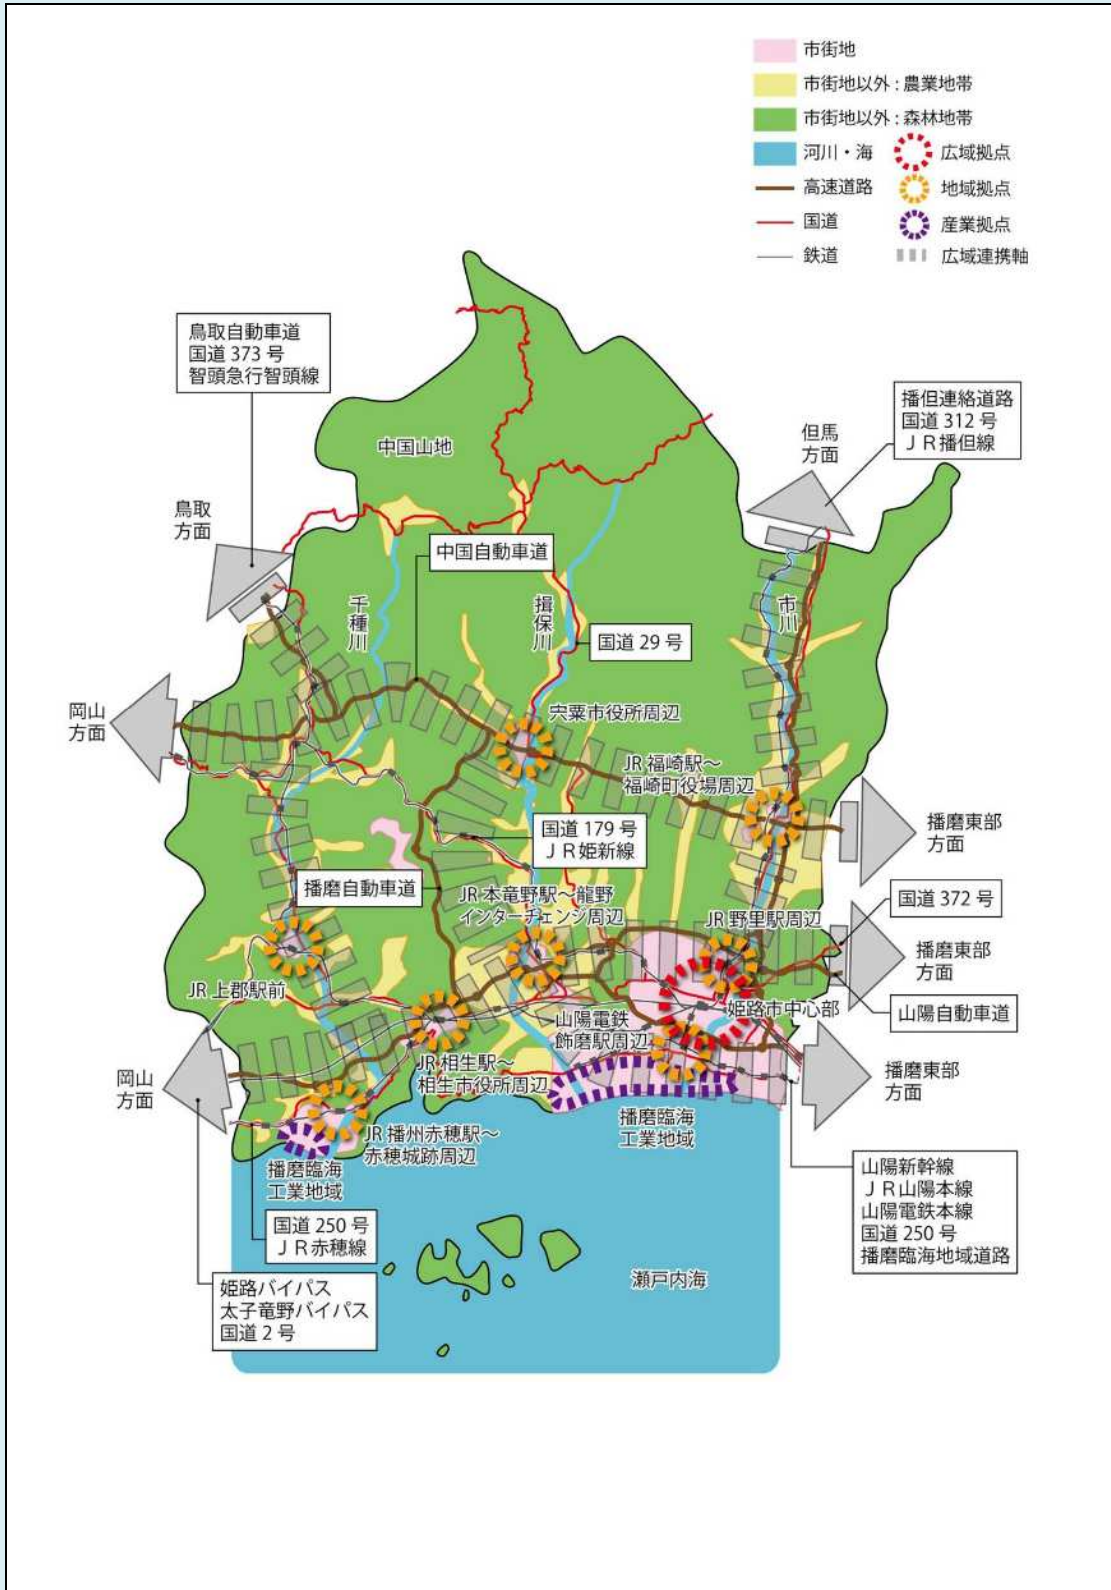 市街地
市街地以外：農業地帯
市街地以外：森林地帯
河川・海
広域拠点
高速道路
地域拠点
国道
産業拠点
鉄道
広域連携軸
鳥取自動車道
国道 373 号
智頭急行智頭線
播但連絡道路
国道 312 号
ＪＲ播但線
但馬
方面
中国山地
鳥取
方面
中国自動車道
千種川
揖保川
市川
国道 29 号
岡山
方面
宍粟市役所周辺
JR 福崎駅～
福崎町役場周辺
播磨東部
方面
国道 179 号
ＪＲ姫新線
播磨自動車道
JR 本竜野駅～龍野
インターチェンジ周辺
JR 野里駅周辺
国道 372 号
播磨東部
方面
JR 上郡駅前
姫路市中心部
山陽自動車道
山陽電鉄
飾磨駅周辺
岡山
方面
JR 相生駅～
相生市役所周辺
播磨東部
方面
播磨臨海
工業地域
JR 播州赤穂駅～
赤穂城跡周辺
播磨臨海
工業地域
山陽新幹線
ＪＲ山陽本線
山陽電鉄本線
国道 250 号
播磨臨海地域道路
国道 250 号
ＪＲ赤穂線
瀬戸内海
姫路バイパス
太子竜野バイパス
国道 2 号